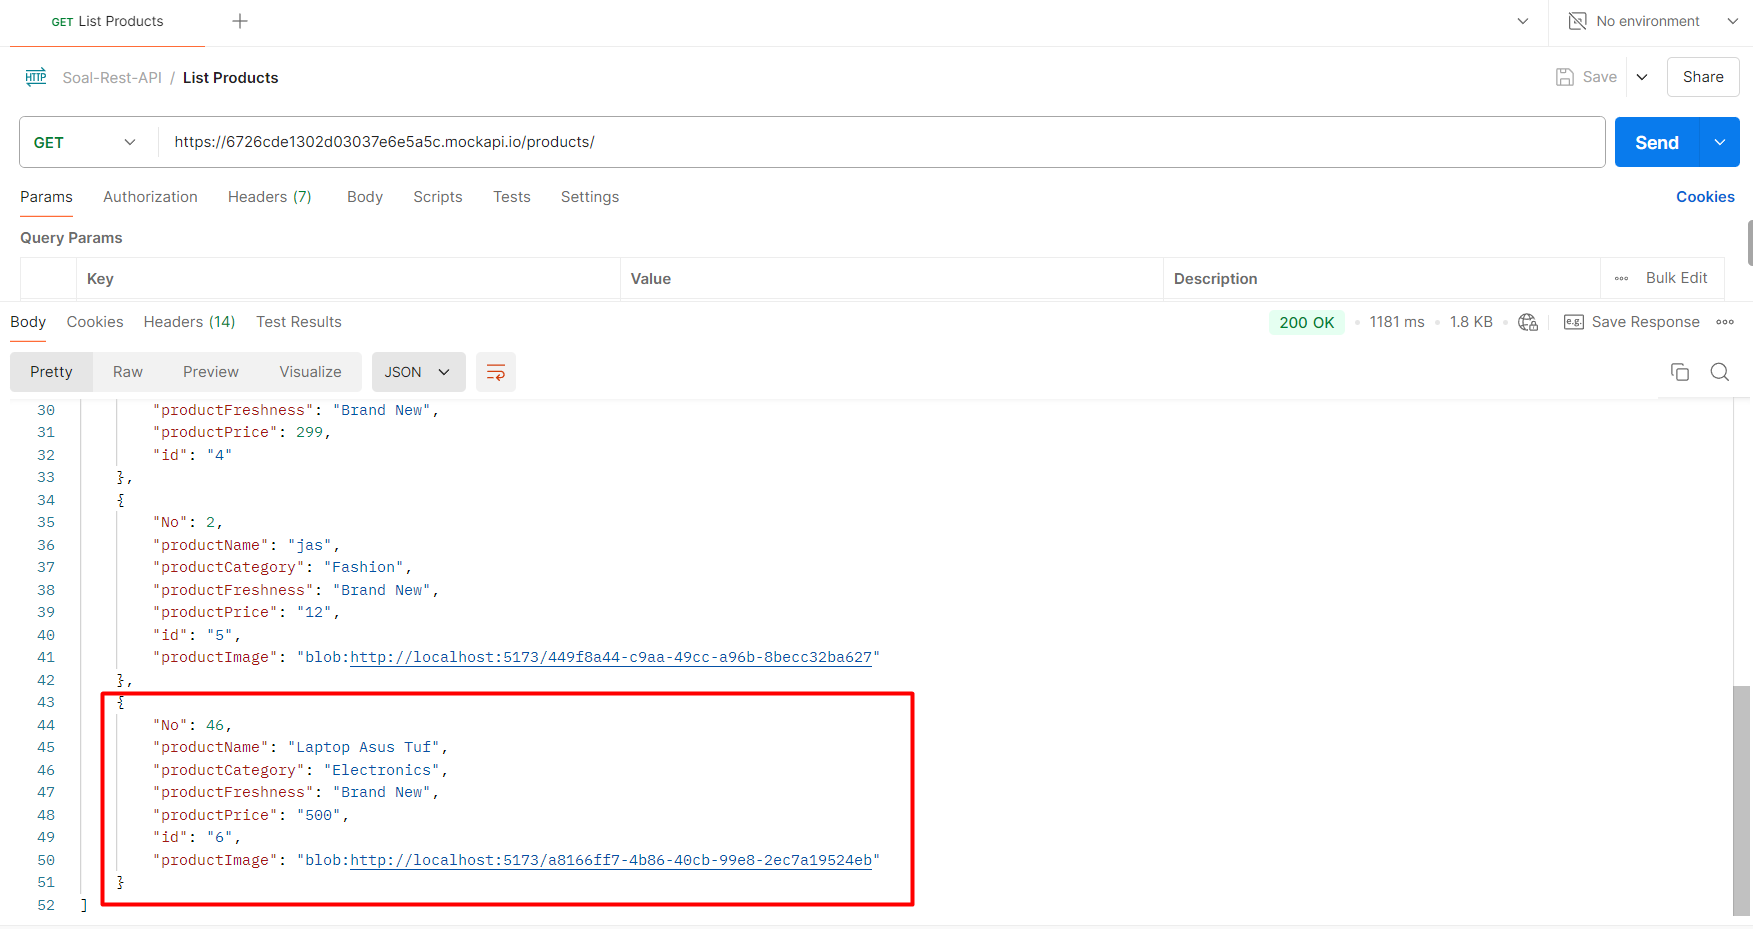 GET List Products
No environment
HTTP Soal-Rest-API / List Products
Save
Share
GET
https://6726cde1302d03037e6e5a5c.mockapi.io/products/
Send
Params Authorization Headers (7) Body Scripts Tests Settings
Cookies
Query Params
Key Value Description Bulk Edit
Body Cookies Headers (14) Test Results
200 OK 1181 ms 1.8 KB e.g. Save Response
Pretty Raw Preview Visualize JSON
30 "productFreshness": "Brand New",
31 "productPrice": 299,
32 "id": "4"
33 },
34 {
35 "No": 2,
36 "productName": "jas",
37 "productCategory": "Fashion",
38 "productFreshness": "Brand New",
39 "productPrice": "12",
40 "id": "5",
41 "productImage": "blob:http://localhost:5173/449f8a44-c9aa-49cc-a96b-8becc32ba627"
42 },
43 {
44 "No": 46,
45 "productName": "Laptop Asus Tuf",
46 "productCategory": "Electronics",
47 "productFreshness": "Brand New",
48 "productPrice": "500",
49 "id": "6",
50 "productImage": "blob:http://localhost:5173/a8166ff7-4b86-40cb-99e8-2ec7a19524eb"
51 }
52 ]